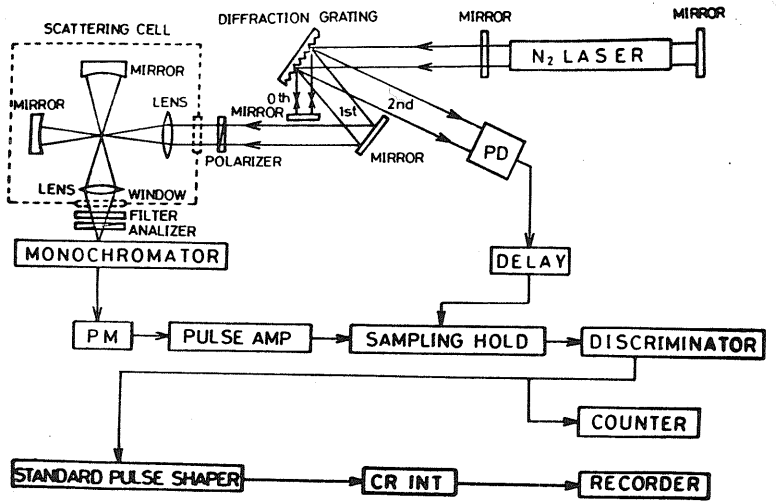 DIFFRACTION GRATING
MIRROR
MIRROR
SCATTERING CELL
N2 LASER
MIRROR
MIRROR
LENS
0th
1st
2nd
MIRROR
POLARIZER
MIRROR
PD
LENS
WINDOW
FILTER
ANALIZER
MONOCHROMATOR
DELAY
PM
PULSE AMP
SAMPLING HOLD
DISCRIMINATOR
COUNTER
STANDARD PULSE SHAPER
CR INT
RECORDER